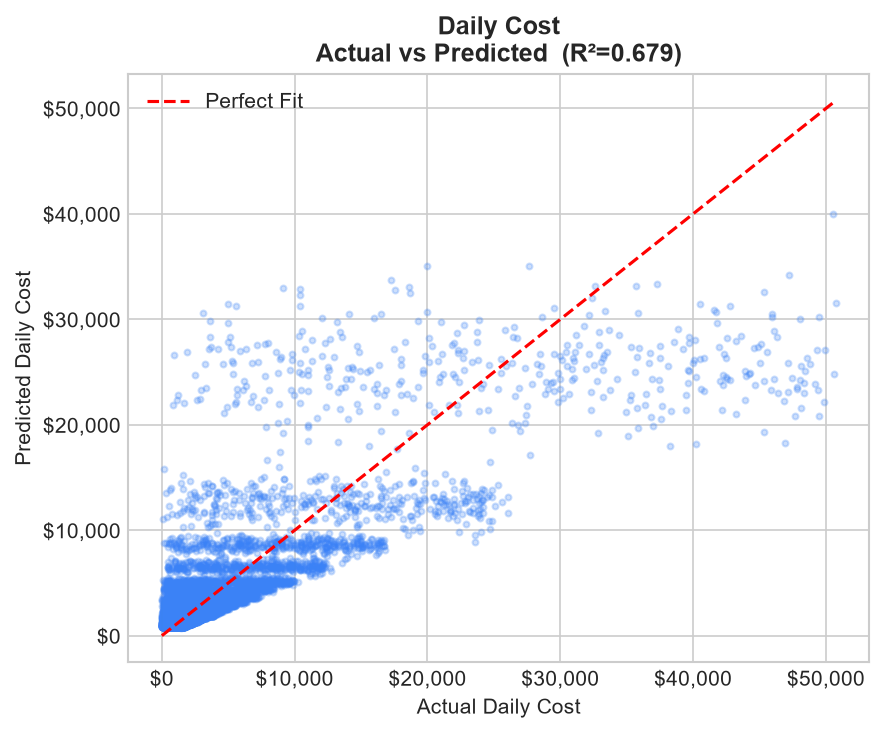 Daily Cost
Actual vs Predicted  (R²=0.679)
Perfect Fit
$50,000
$40,000
$30,000
$20,000
$10,000
$0
Predicted Daily Cost
$0
$10,000
$20,000
$30,000
$40,000
$50,000
Actual Daily Cost